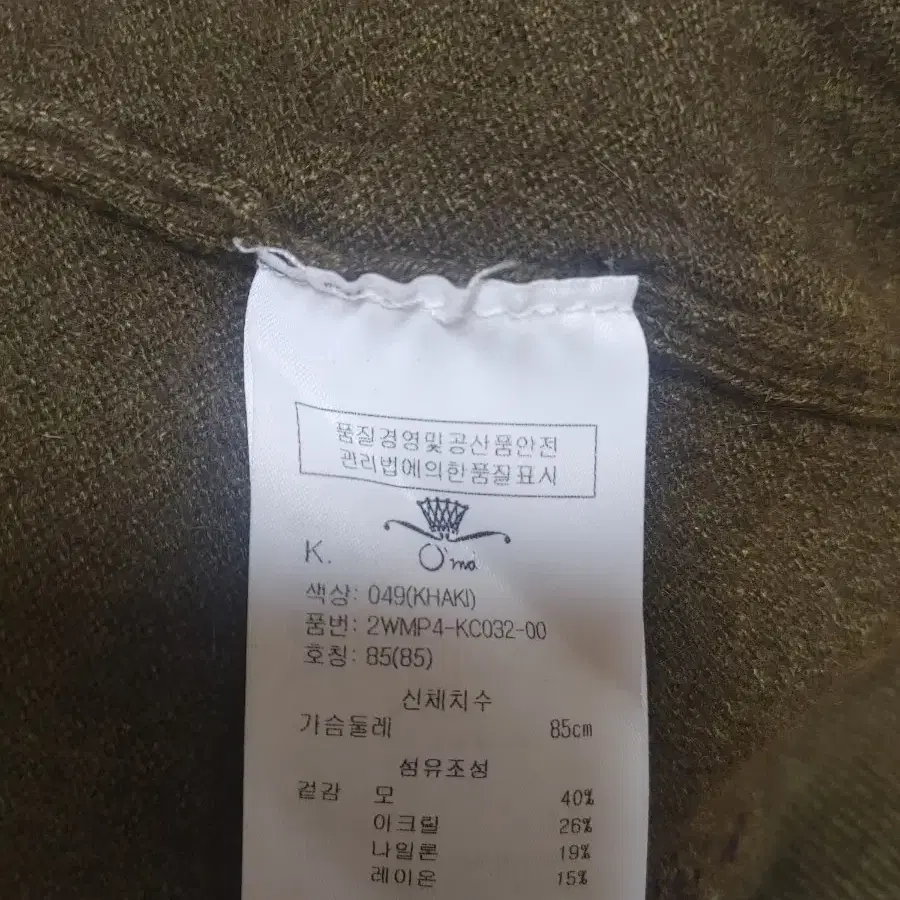 품질경영및공산품안전
관리법에의한품질표시
K.
O'ma
색상: 049(KHAKI)
품번: 2WMP4-KC032-00
호칭: 85(85)
신체치수
가슴둘레 85cm
섬유조성
겉감 모 40%
아크릴 26%
나일론 19%
레이온 15%